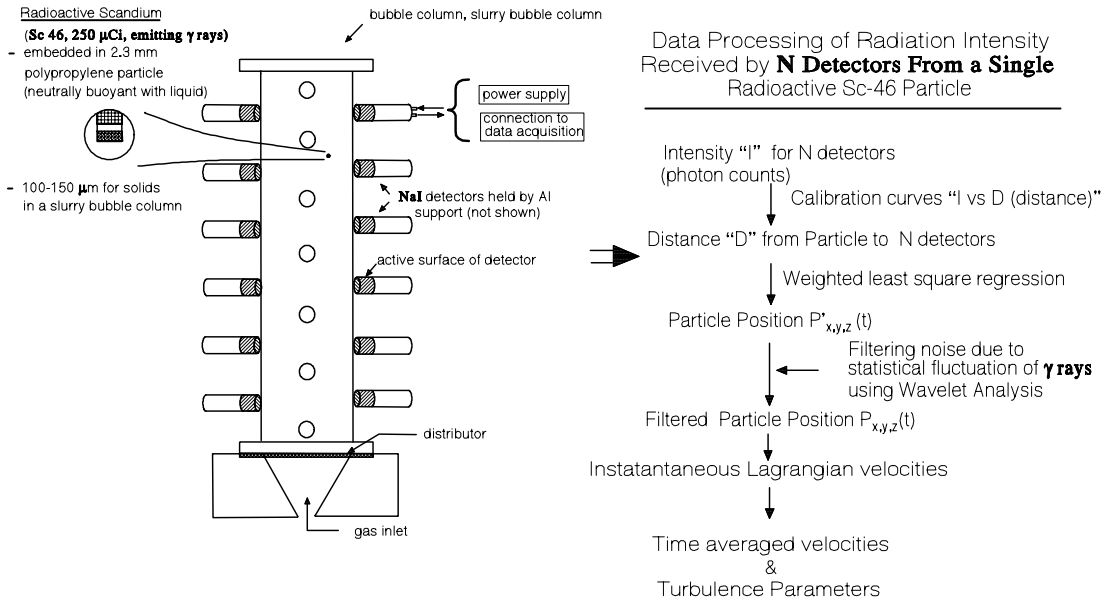 Radioactive Scandium
(Sc 46, 250 μCi, emitting γ rays)
- embedded in 2.3 mm
polypropylene particle
(neutrally buoyant with liquid)
- 100-150 μm for solids
in a slurry bubble column
bubble column, slurry bubble column
power supply
connection to
data acquisition
NaI detectors held by Al
support (not shown)
active surface of detector
distributor
gas inlet
Data Processing of Radiation Intensity
Received by N Detectors From a Single
Radioactive Sc-46 Particle
Intensity “I” for N detectors
(photon counts)
Calibration curves “I vs D (distance)”
Distance “D” from Particle to N detectors
Weighted least square regression
Particle Position P'x,y,z (t)
Filtering noise due to
statistical fluctuation of γ rays
using Wavelet Analysis
Filtered Particle Position Px,y,z(t)
Instatantaneous Lagrangian velocities
Time averaged velocities
&
Turbulence Parameters